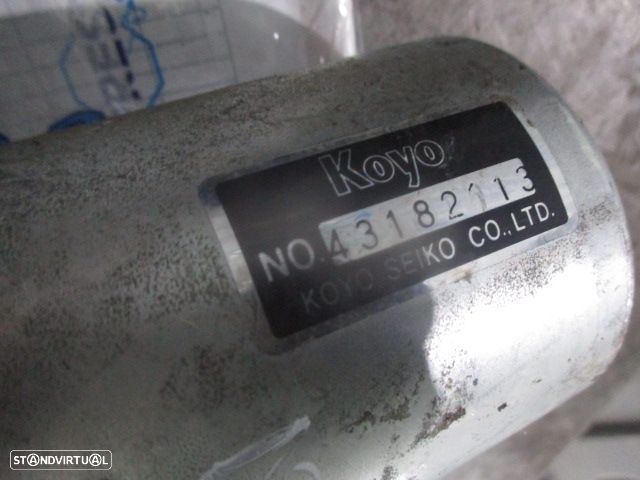 Koyo
NO. 43182113
KOYO SEIKO CO.,LTD.
STANDVIRTUAL